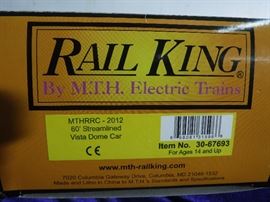 RAIL KING®
By M.T.H. Electric Trains
MTHRRC - 2012
60' Streamlined
Vista Dome Car
CE
Item No. 30-67693
For Ages 14 and Up
www.mth-railking.com
7020 Columbia Gateway Drive, Columbia, MD 21046-1532
Made and Litho in China to M.T.H.'s Standards and Specifications